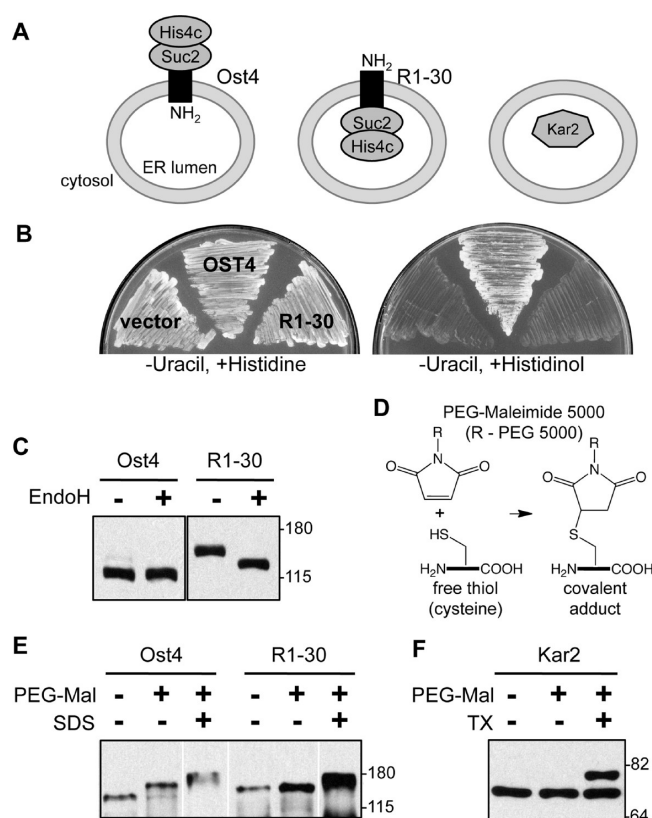 A
His4c
Suc2
Ost4
NH2
ER lumen
cytosol
NH2
R1-30
Suc2
His4c
Kar2
B
OST4
vector
R1-30
-Uracil, +Histidine
-Uracil, +Histidinol
C
Ost4 R1-30
EndoH - + - +
-180
-115
D
PEG-Maleimide 5000
(R - PEG 5000)
R R
N N
O O O O
+
HS S
H2N COOH H2N COOH
free thiol covalent
(cysteine) adduct
E
Ost4 R1-30
PEG-Mal - + + - + +
SDS - - + - - +
-180
-115
F
Kar2
PEG-Mal - + +
TX - - +
-82
-64